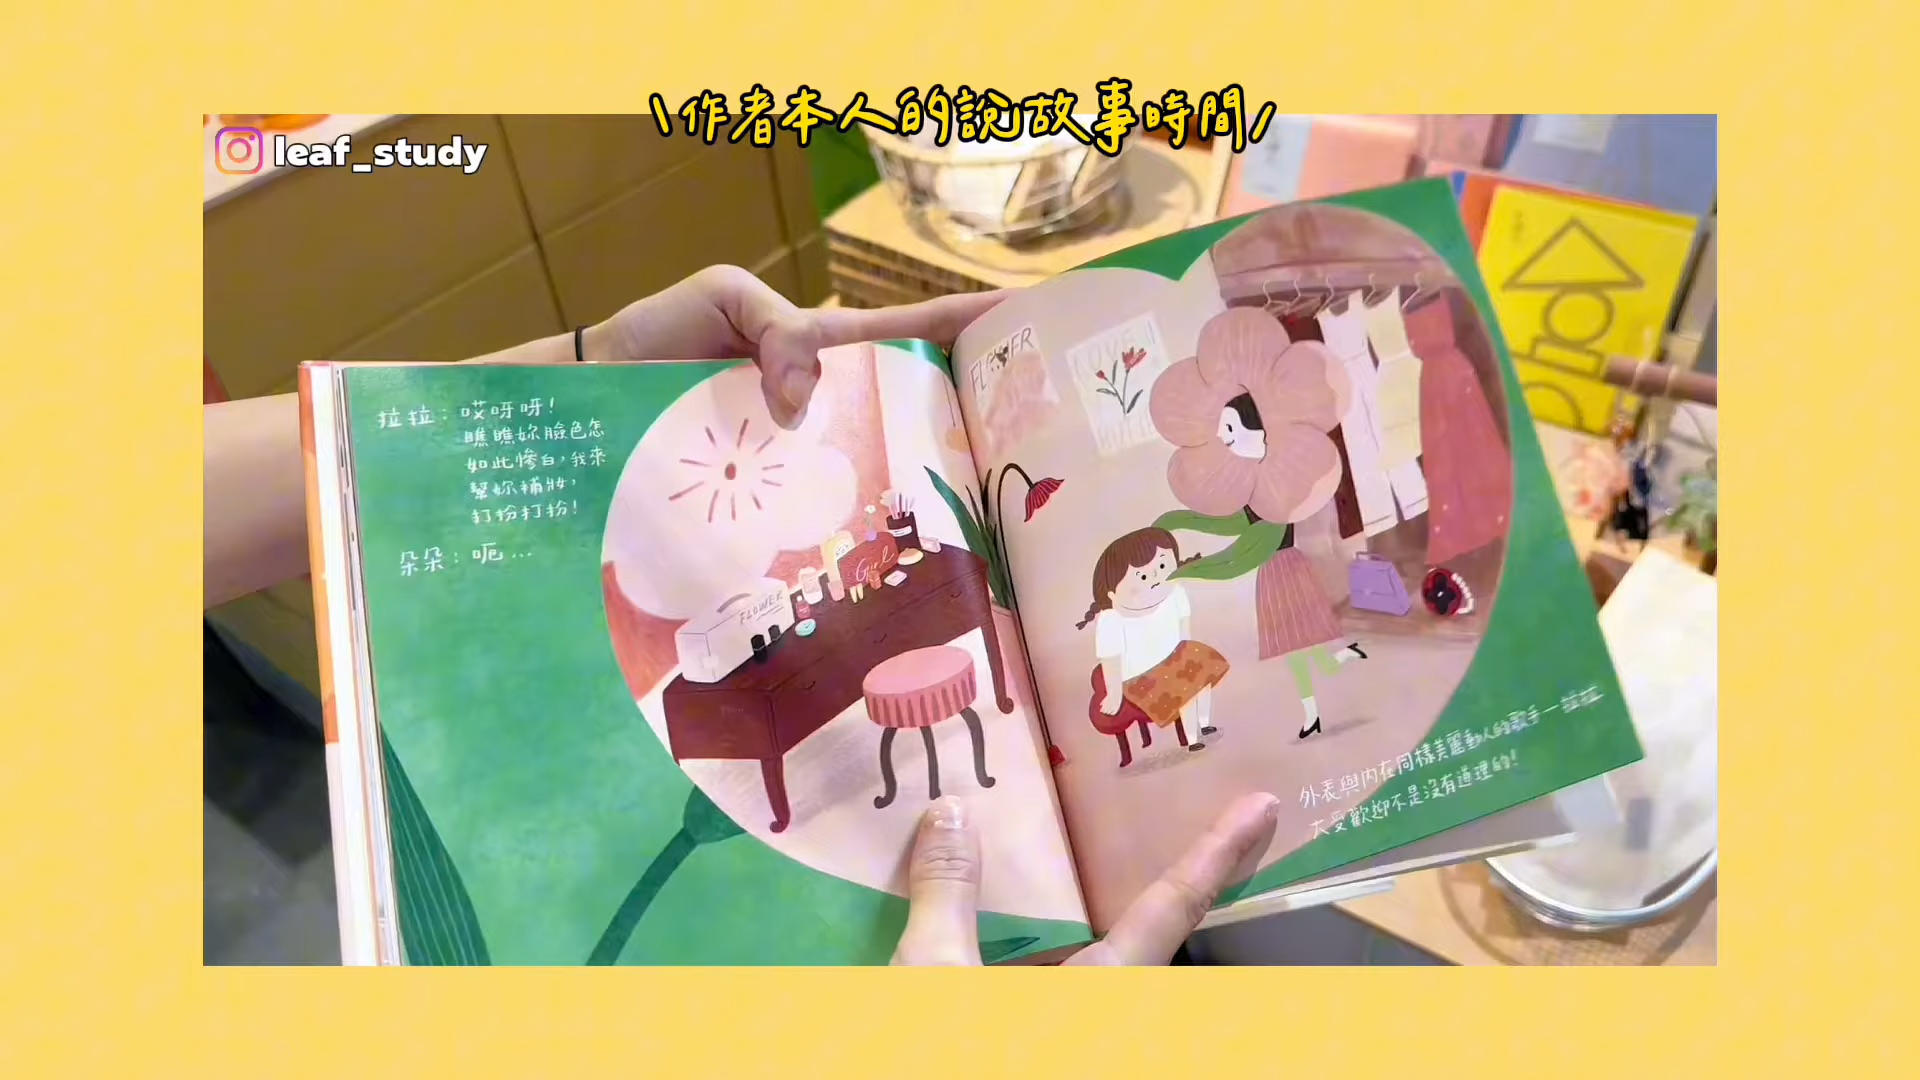 \作者本人的說故事時間/
leaf_study
拉拉：哎呀呀！
瞧瞧妳臉色怎
如此慘白，我來
幫妳補妝，
打扮打扮！
朵朵：呃…
FLOWER
Girl
FLOWER
LOVE
外表與內在同樣美麗動人的歌手—拉拉
大受歡迎不是沒有道理的！